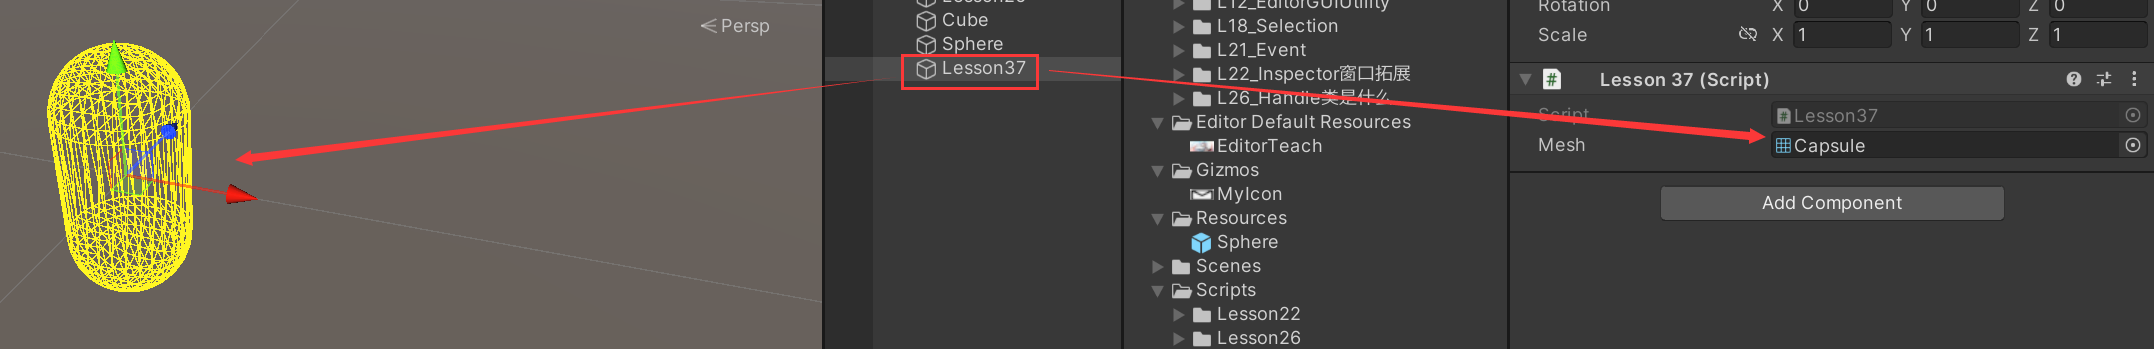 Persp
Lesson26
Cube
Sphere
Lesson37
L12_EditorGUIUtility
L18_Selection
L21_Event
L22_Inspector窗口拓展
L26_Handle类是什么
Editor Default Resources
EditorTeach
Gizmos
MyIcon
Resources
Sphere
Scenes
Scripts
Lesson22
Lesson26
Rotation X 0 Y 0 Z 0
Scale X 1 Y 1 Z 1
# Lesson 37 (Script)
Script # Lesson37
Mesh Capsule
Add Component